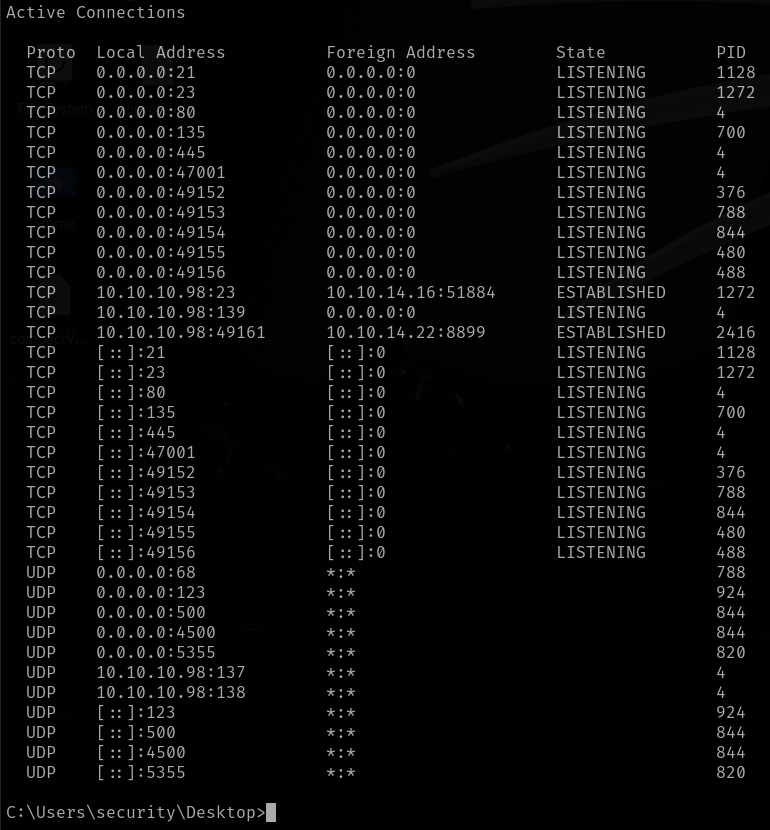 Active Connections
Proto  Local Address          Foreign Address        State           PID
TCP    0.0.0.0:21             0.0.0.0:0              LISTENING       1128
TCP    0.0.0.0:23             0.0.0.0:0              LISTENING       1272
TCP    0.0.0.0:80             0.0.0.0:0              LISTENING       4
TCP    0.0.0.0:135            0.0.0.0:0              LISTENING       700
TCP    0.0.0.0:445            0.0.0.0:0              LISTENING       4
TCP    0.0.0.0:47001          0.0.0.0:0              LISTENING       4
TCP    0.0.0.0:49152          0.0.0.0:0              LISTENING       376
TCP    0.0.0.0:49153          0.0.0.0:0              LISTENING       788
TCP    0.0.0.0:49154          0.0.0.0:0              LISTENING       844
TCP    0.0.0.0:49155          0.0.0.0:0              LISTENING       480
TCP    0.0.0.0:49156          0.0.0.0:0              LISTENING       488
TCP    10.10.10.98:23         10.10.14.16:51884      ESTABLISHED     1272
TCP    10.10.10.98:139        0.0.0.0:0              LISTENING       4
TCP    10.10.10.98:49161      10.10.14.22:8899       ESTABLISHED     2416
TCP    [::]:21                [::]:0                 LISTENING       1128
TCP    [::]:23                [::]:0                 LISTENING       1272
TCP    [::]:80                [::]:0                 LISTENING       4
TCP    [::]:135               [::]:0                 LISTENING       700
TCP    [::]:445               [::]:0                 LISTENING       4
TCP    [::]:47001             [::]:0                 LISTENING       4
TCP    [::]:49152             [::]:0                 LISTENING       376
TCP    [::]:49153             [::]:0                 LISTENING       788
TCP    [::]:49154             [::]:0                 LISTENING       844
TCP    [::]:49155             [::]:0                 LISTENING       480
TCP    [::]:49156             [::]:0                 LISTENING       488
UDP    0.0.0.0:68             *:*                                    788
UDP    0.0.0.0:123            *:*                                    924
UDP    0.0.0.0:500            *:*                                    844
UDP    0.0.0.0:4500           *:*                                    844
UDP    0.0.0.0:5355           *:*                                    820
UDP    10.10.10.98:137        *:*                                    4
UDP    10.10.10.98:138        *:*                                    4
UDP    [::]:123               *:*                                    924
UDP    [::]:500               *:*                                    844
UDP    [::]:4500              *:*                                    844
UDP    [::]:5355              *:*                                    820
C:\Users\security\Desktop>